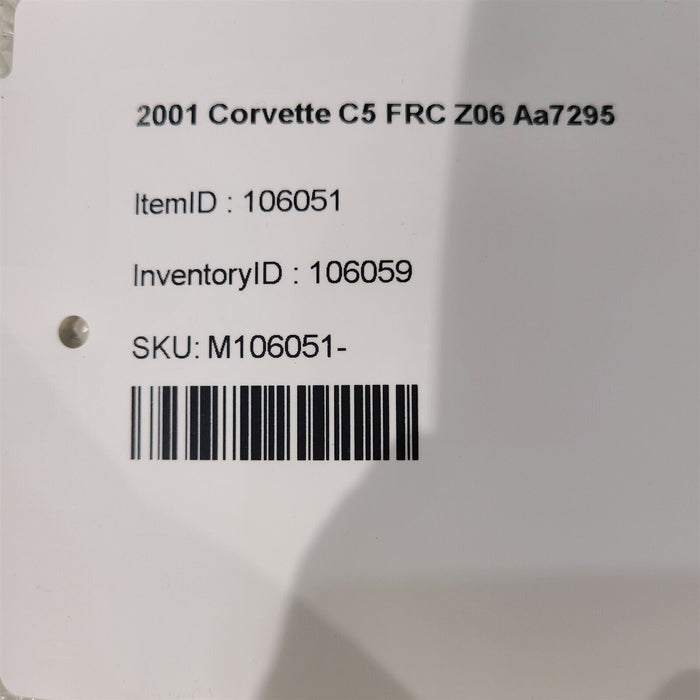 2001 Corvette C5 FRC Z06 Aa7295
ItemID : 106051
InventoryID : 106059
SKU: M106051-